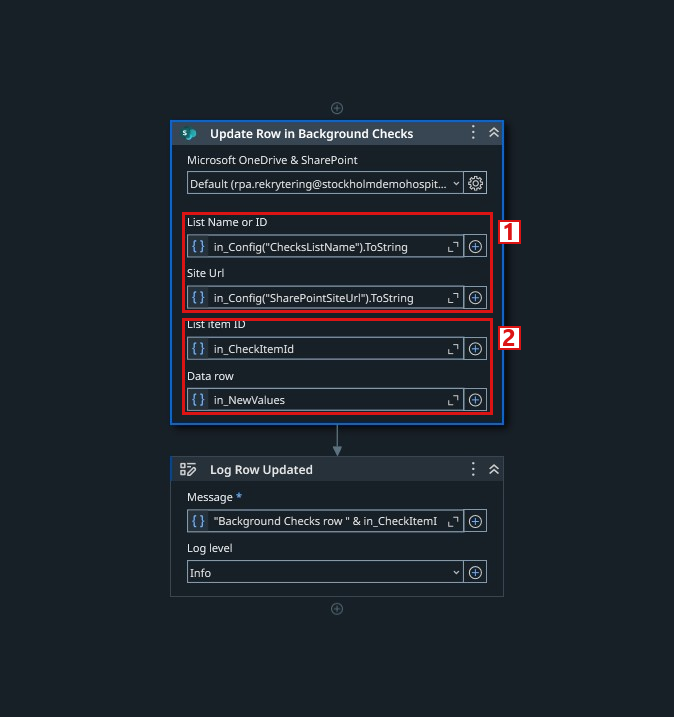 Update Row in Background Checks
Microsoft OneDrive & SharePoint
Default (rpa.rekrytering@stockholmdemohospit...
List Name or ID
1
in_Config("ChecksListName").ToString
Site Url
in_Config("SharePointSiteUrl").ToString
List item ID
2
in_CheckItemId
Data row
in_NewValues
Log Row Updated
Message *
"Background Checks row " & in_CheckItemI
Log level
Info